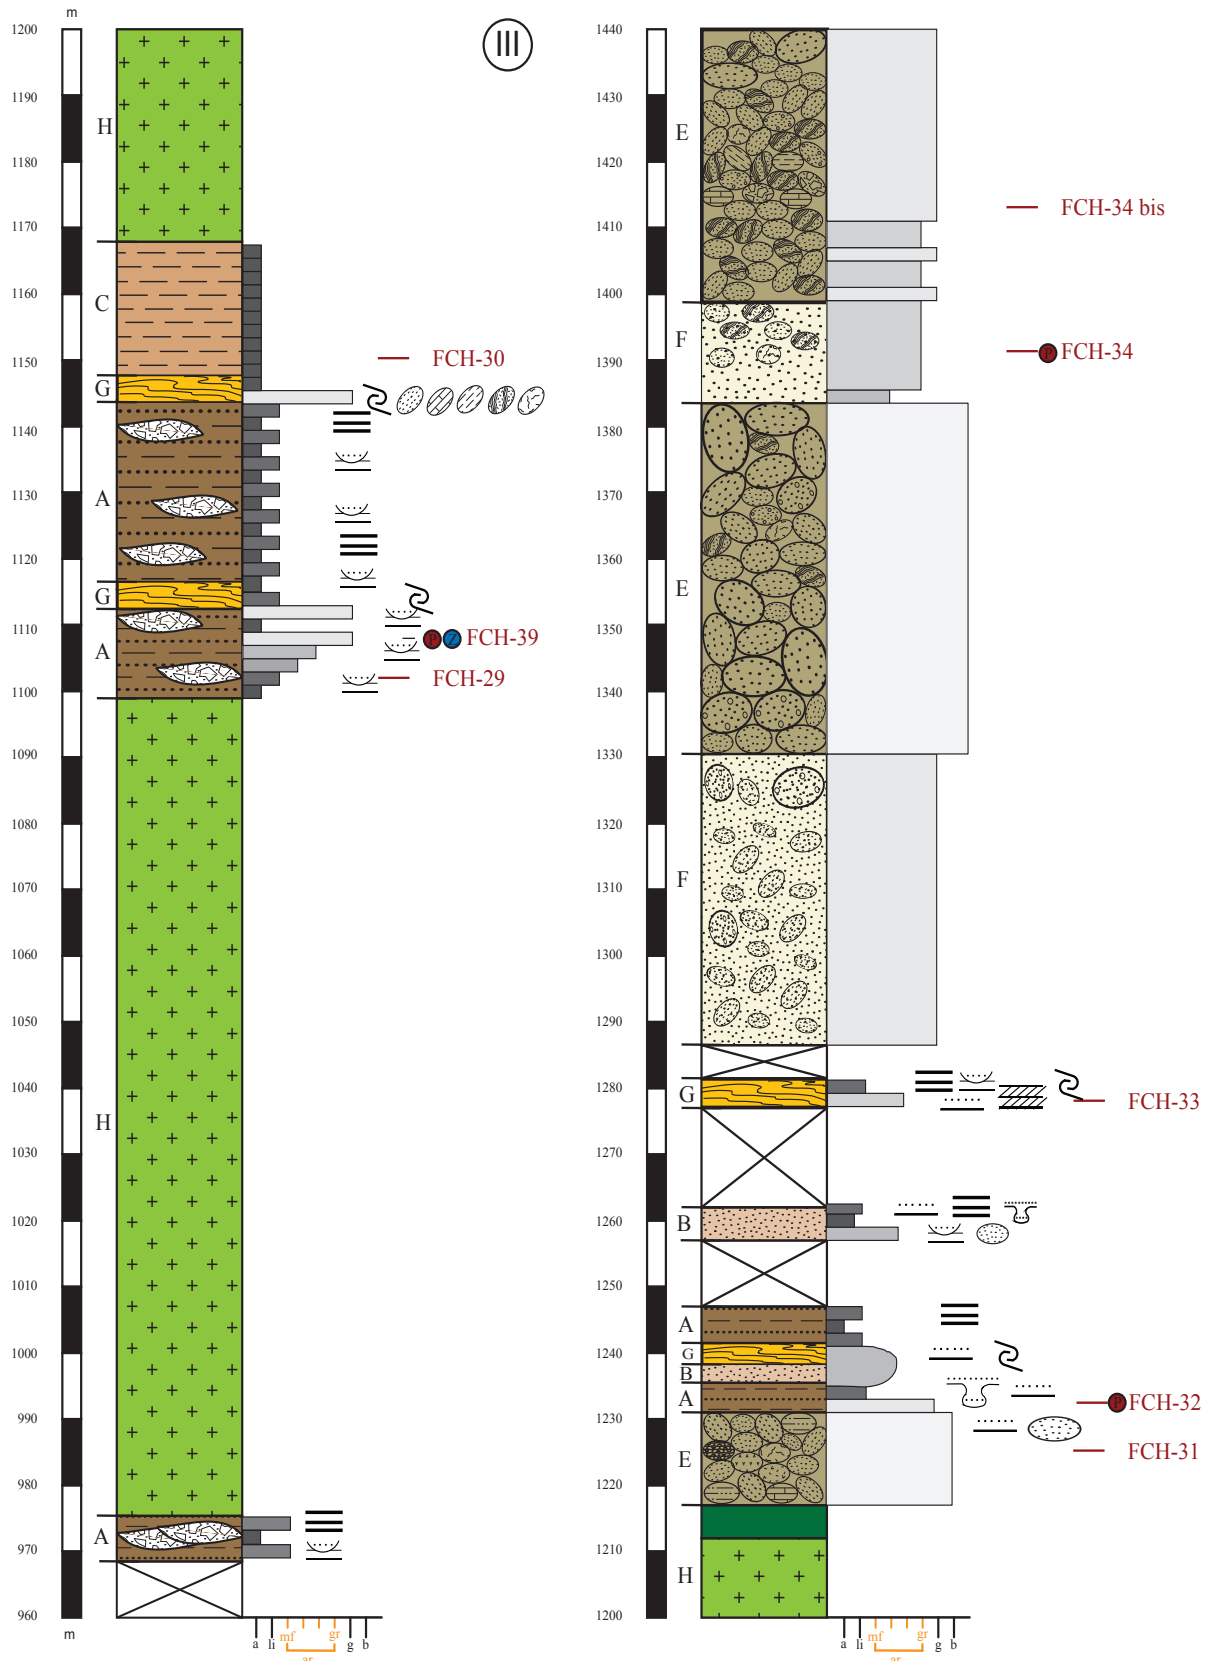 m
III
1200
1190
H
1180
1170
C
1160
1150
FCH-30
G
1140
A
1130
1120
G
1110
P Z FCH-39
A
1100
FCH-29
1090
1080
1070
1060
1050
1040
H
1030
1020
1010
1000
990
980
A
970
960
m
a li mf gr g b
ar
1440
1430
E
1420
FCH-34 bis
1410
1400
F
P FCH-34
1390
1380
1370
1360
E
1350
1340
1330
1320
F
1310
1300
1290
1280
G
FCH-33
1270
B
1260
1250
A
G
1240
B
A
P FCH-32
1230
FCH-31
E
1220
1210
H
1200
a li mf gr g b
ar